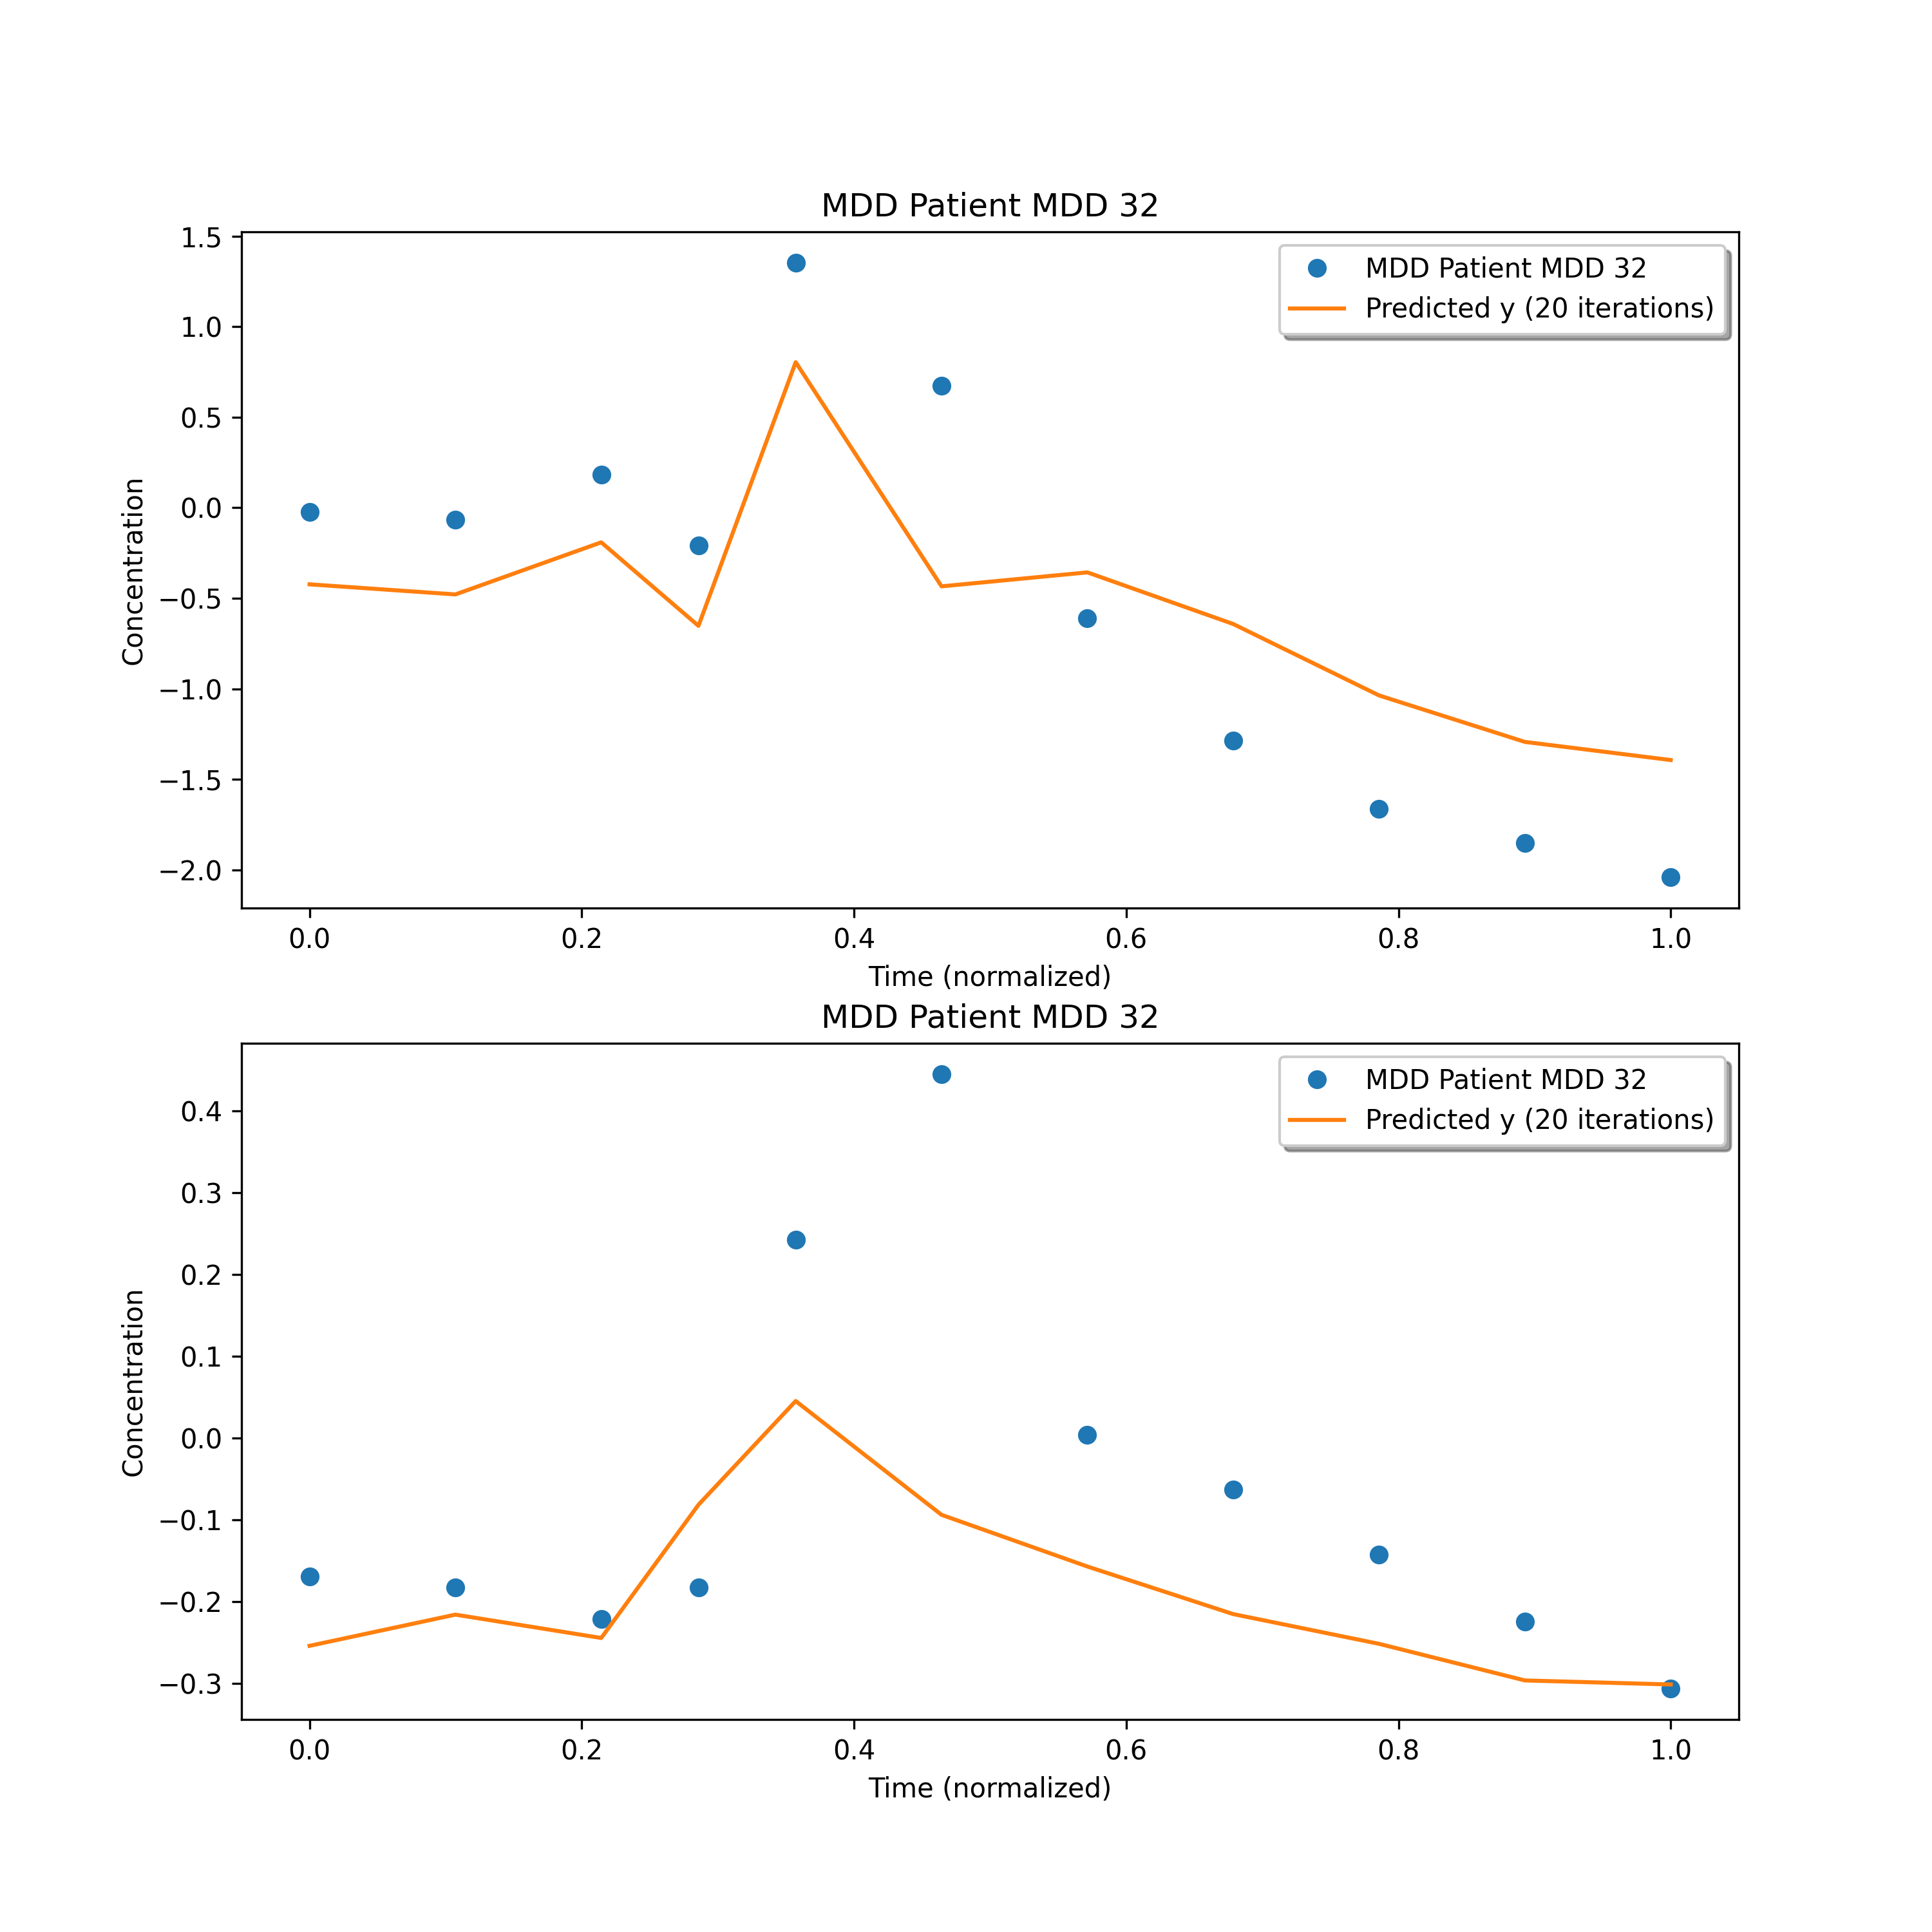 MDD Patient MDD 32
1.5
1.0
0.5
0.0
−0.5
−1.0
−1.5
−2.0
Concentration
MDD Patient MDD 32
Predicted y (20 iterations)
0.0 0.2 0.4 0.6 0.8 1.0
Time (normalized)
MDD Patient MDD 32
0.4
0.3
0.2
0.1
0.0
−0.1
−0.2
−0.3
Concentration
MDD Patient MDD 32
Predicted y (20 iterations)
0.0 0.2 0.4 0.6 0.8 1.0
Time (normalized)